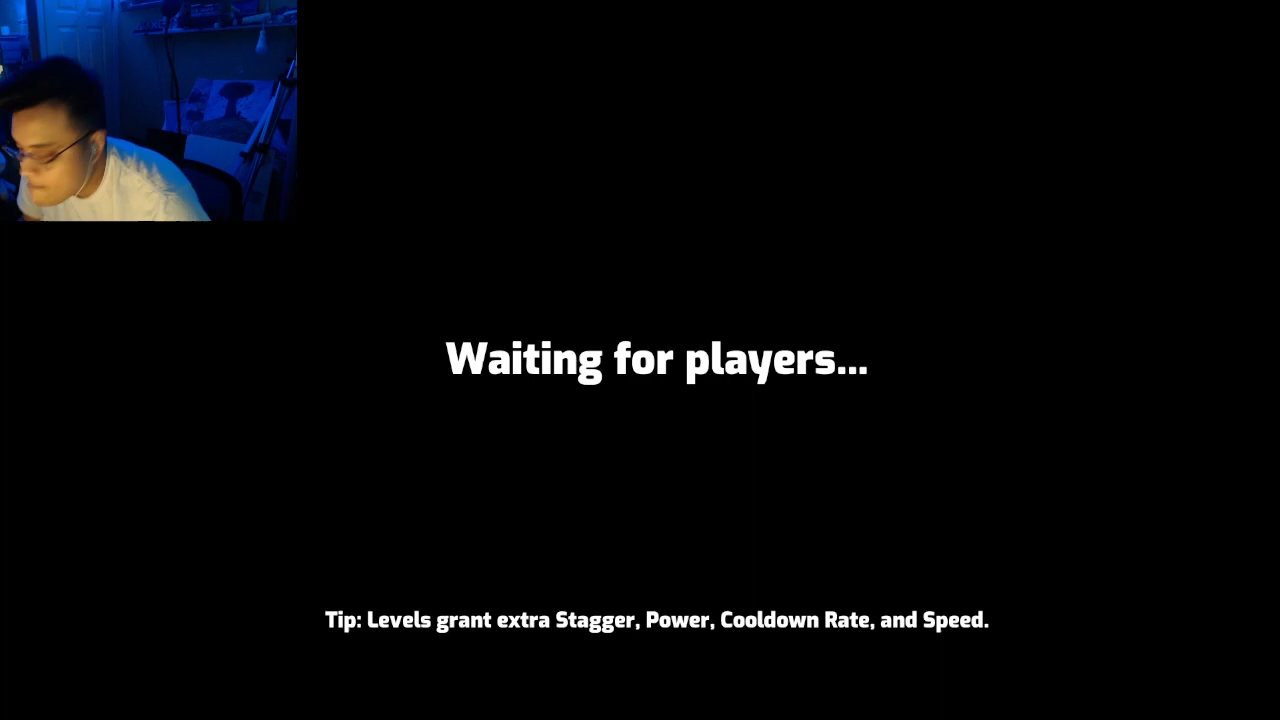 Waiting for players...
Tip: Levels grant extra Stagger, Power, Cooldown Rate, and Speed.